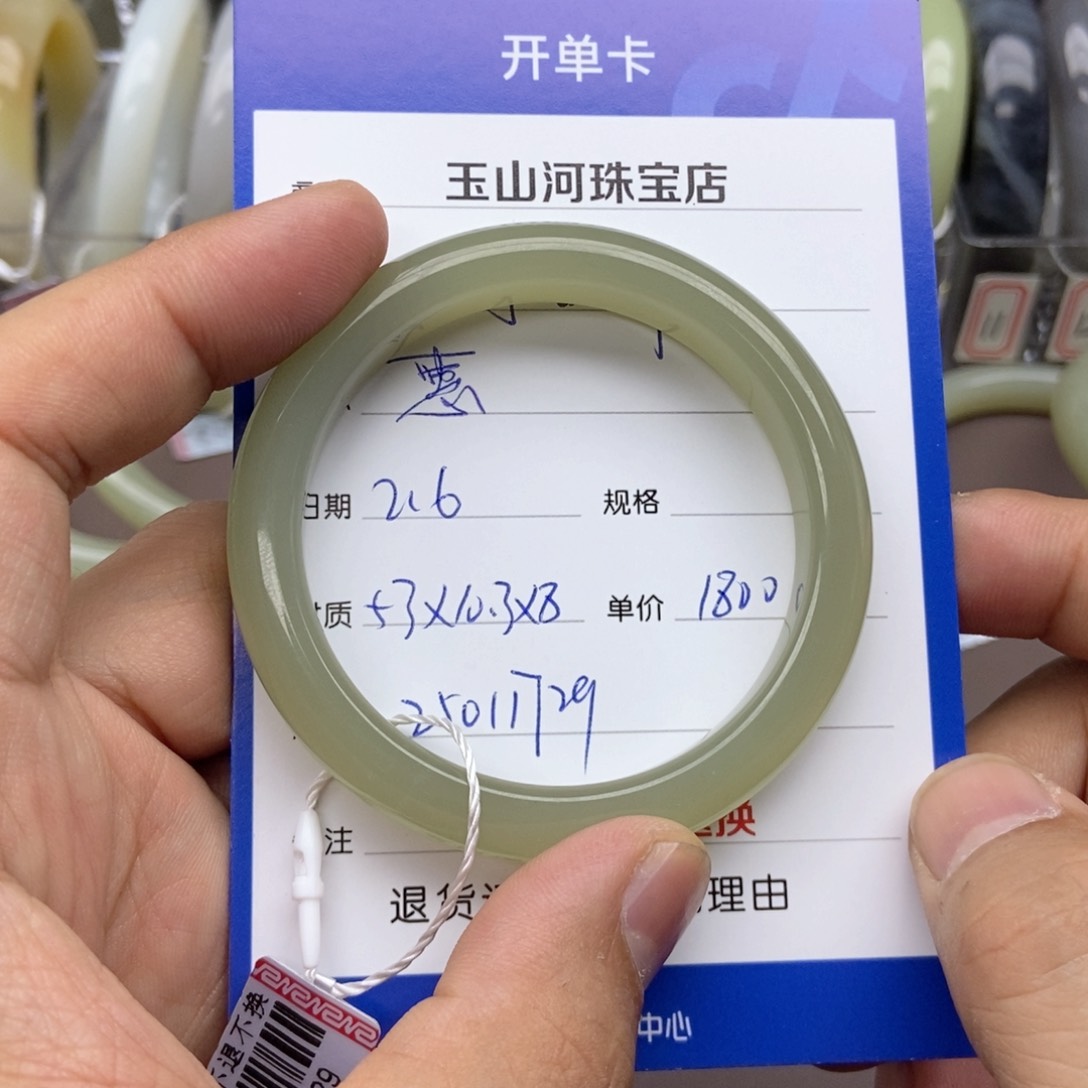 开单卡
玉山河珠宝店
惠
日期 2.6 规格
质 53X10.3X8 单价 1800
25011729
注 换
退货 理由
中心
退不换